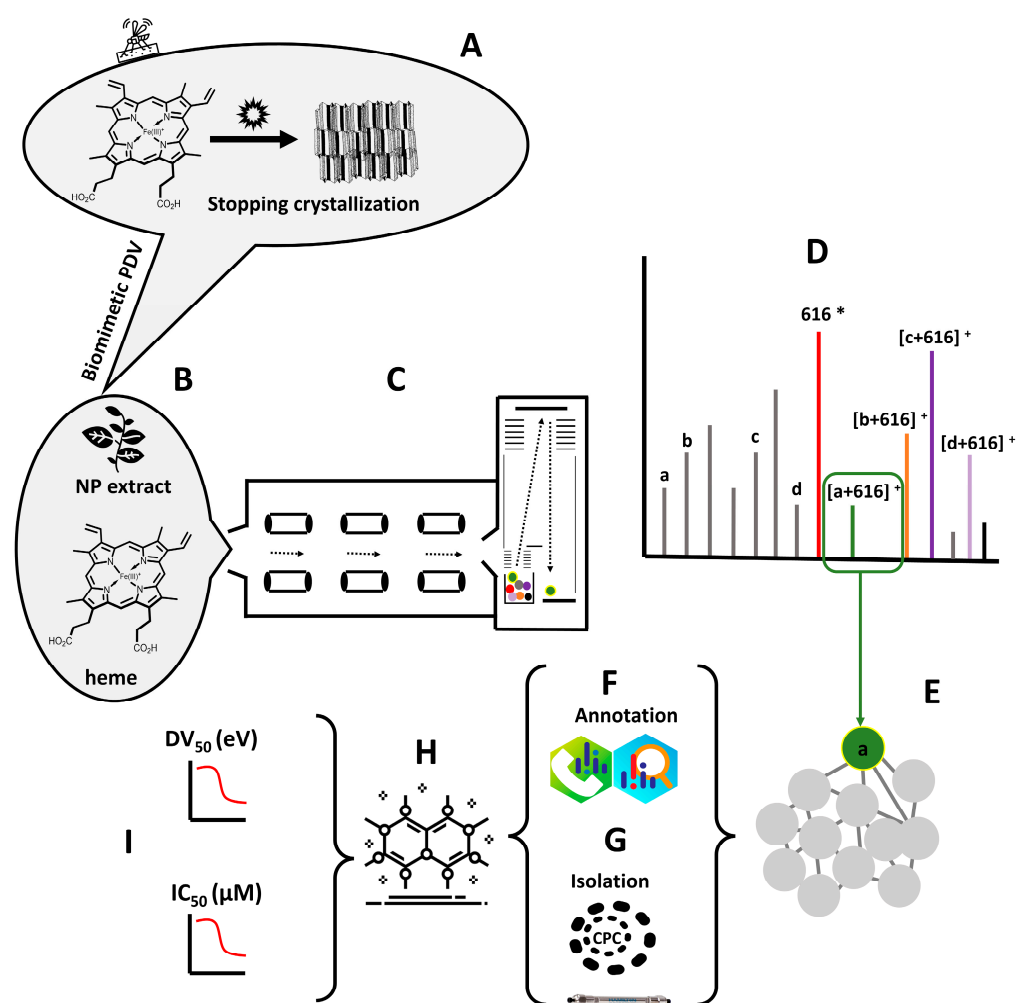 A
N
N
N
N
Fe(III)⁺
HO₂C
CO₂H
Stopping crystallization
Biomimetic PDV
B
NP extract
N
N
N
N
Fe(III)⁺
HO₂C
CO₂H
heme
C
D
616 *
[c+616] ⁺
[b+616] ⁺
[d+616] ⁺
[a+616] ⁺
a
b
c
d
E
a
F
Annotation
G
Isolation
CPC
H
DV₅₀ (eV)
I
IC₅₀ (µM)